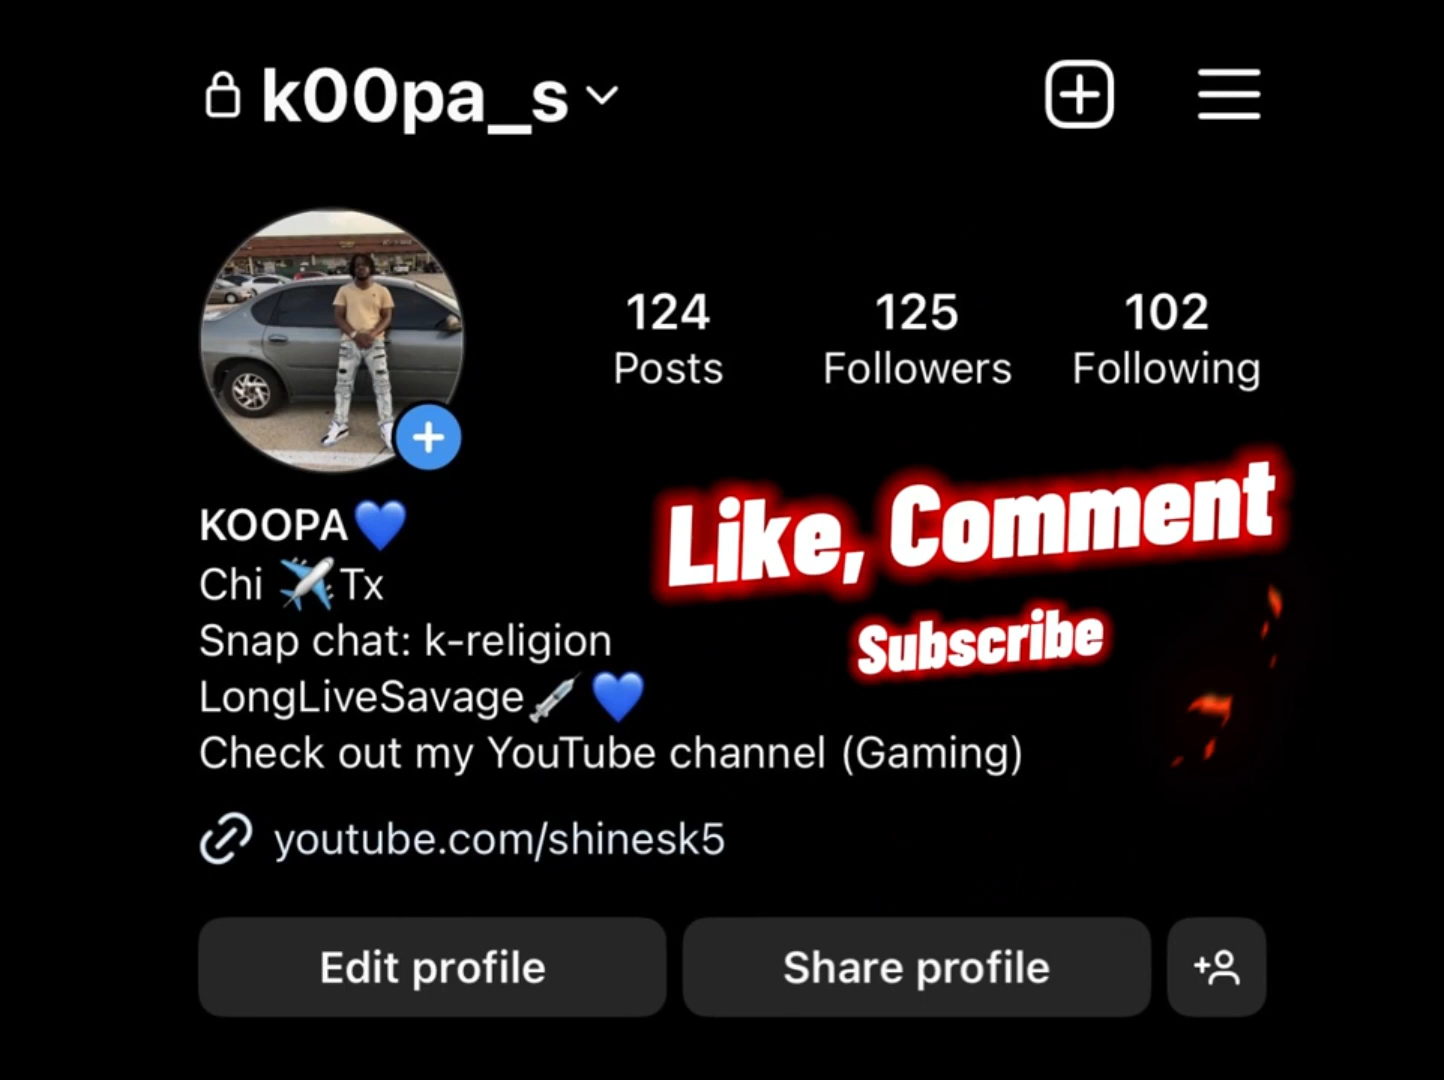 k00pa_s
124 125 102
Posts Followers Following
KOOPA💙
Chi ✈️Tx
Snap chat: k-religion
LongLiveSavage💉💙
Check out my YouTube channel (Gaming)
youtube.com/shinesk5
Like, Comment
Subscribe
Edit profile Share profile